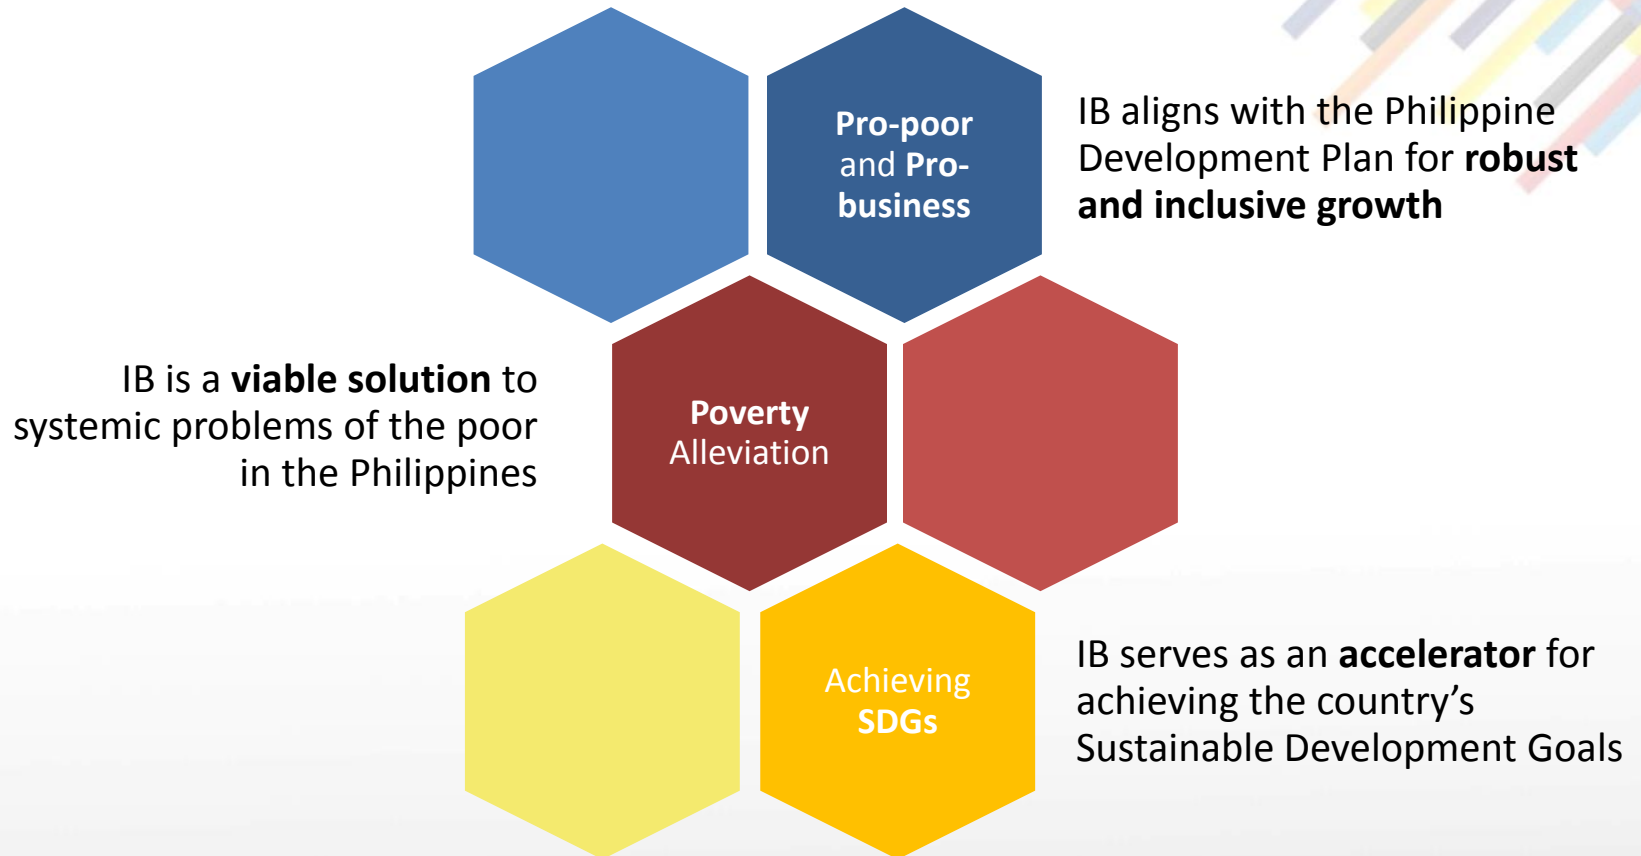 Pro-poor
and Pro-
business
IB aligns with the Philippine
Development Plan for robust
and inclusive growth
IB is a viable solution to
systemic problems of the poor
in the Philippines
Poverty
Alleviation
Achieving
SDGs
IB serves as an accelerator for
achieving the country’s
Sustainable Development Goals